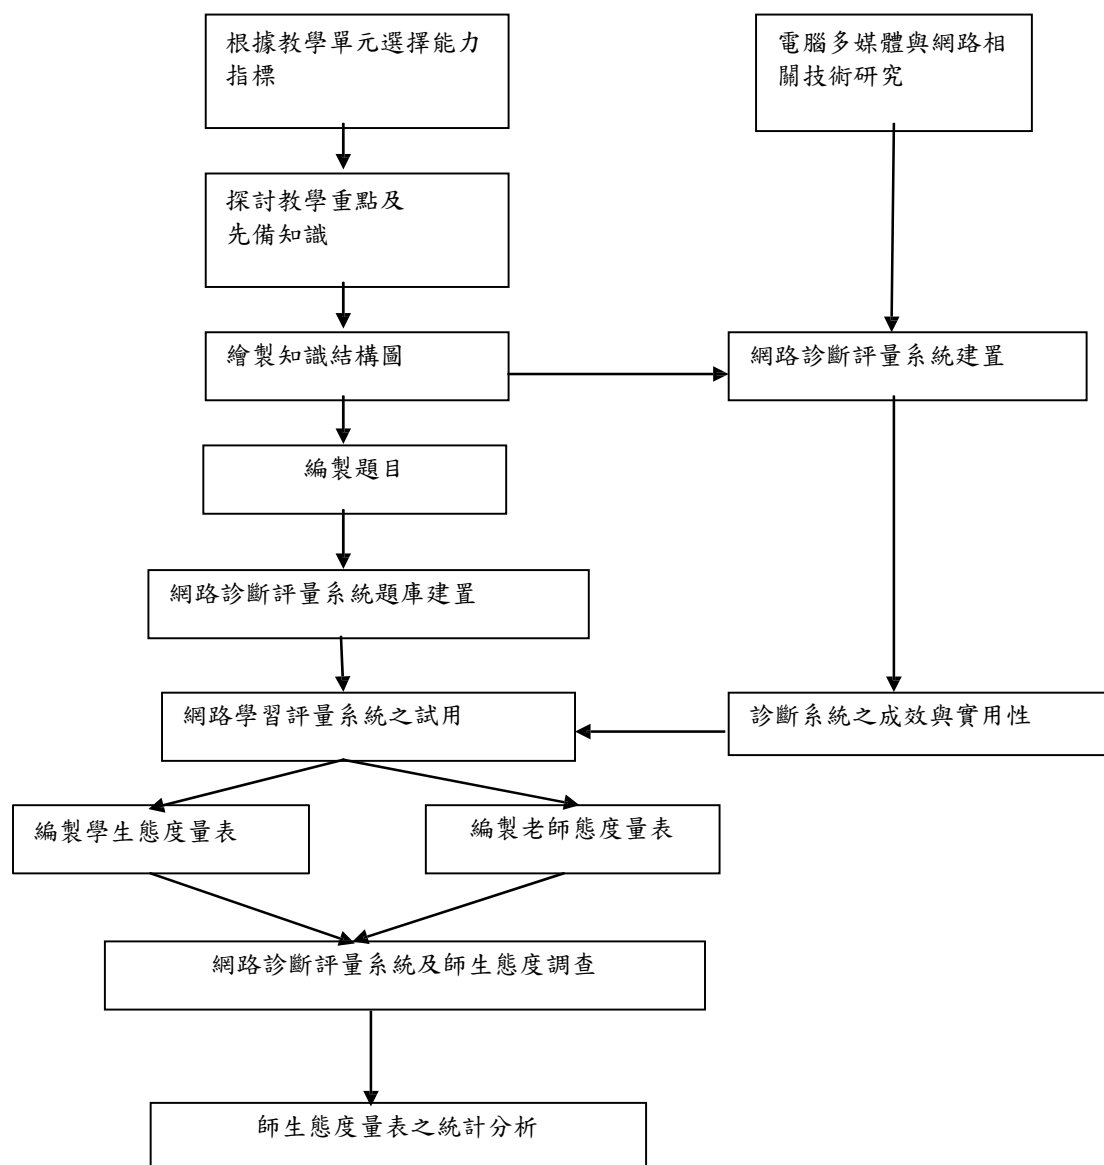 根據教學單元選擇能力
指標
電腦多媒體與網路相
關技術研究
探討教學重點及
先備知識
繪製知識結構圖
網路診斷評量系統建置
編製題目
網路診斷評量系統題庫建置
網路學習評量系統之試用
診斷系統之成效與實用性
編製學生態度量表
編製老師態度量表
網路診斷評量系統及師生態度調查
師生態度量表之統計分析